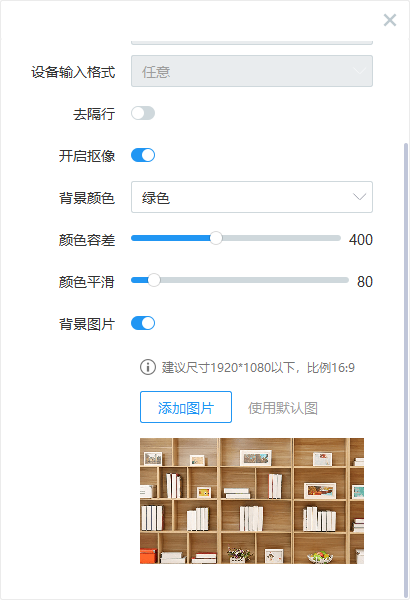 设备输入格式 任意
去隔行
开启抠像
背景颜色 绿色
颜色容差 400
颜色平滑 80
背景图片
建议尺寸1920*1080以下，比例16:9
添加图片 使用默认图